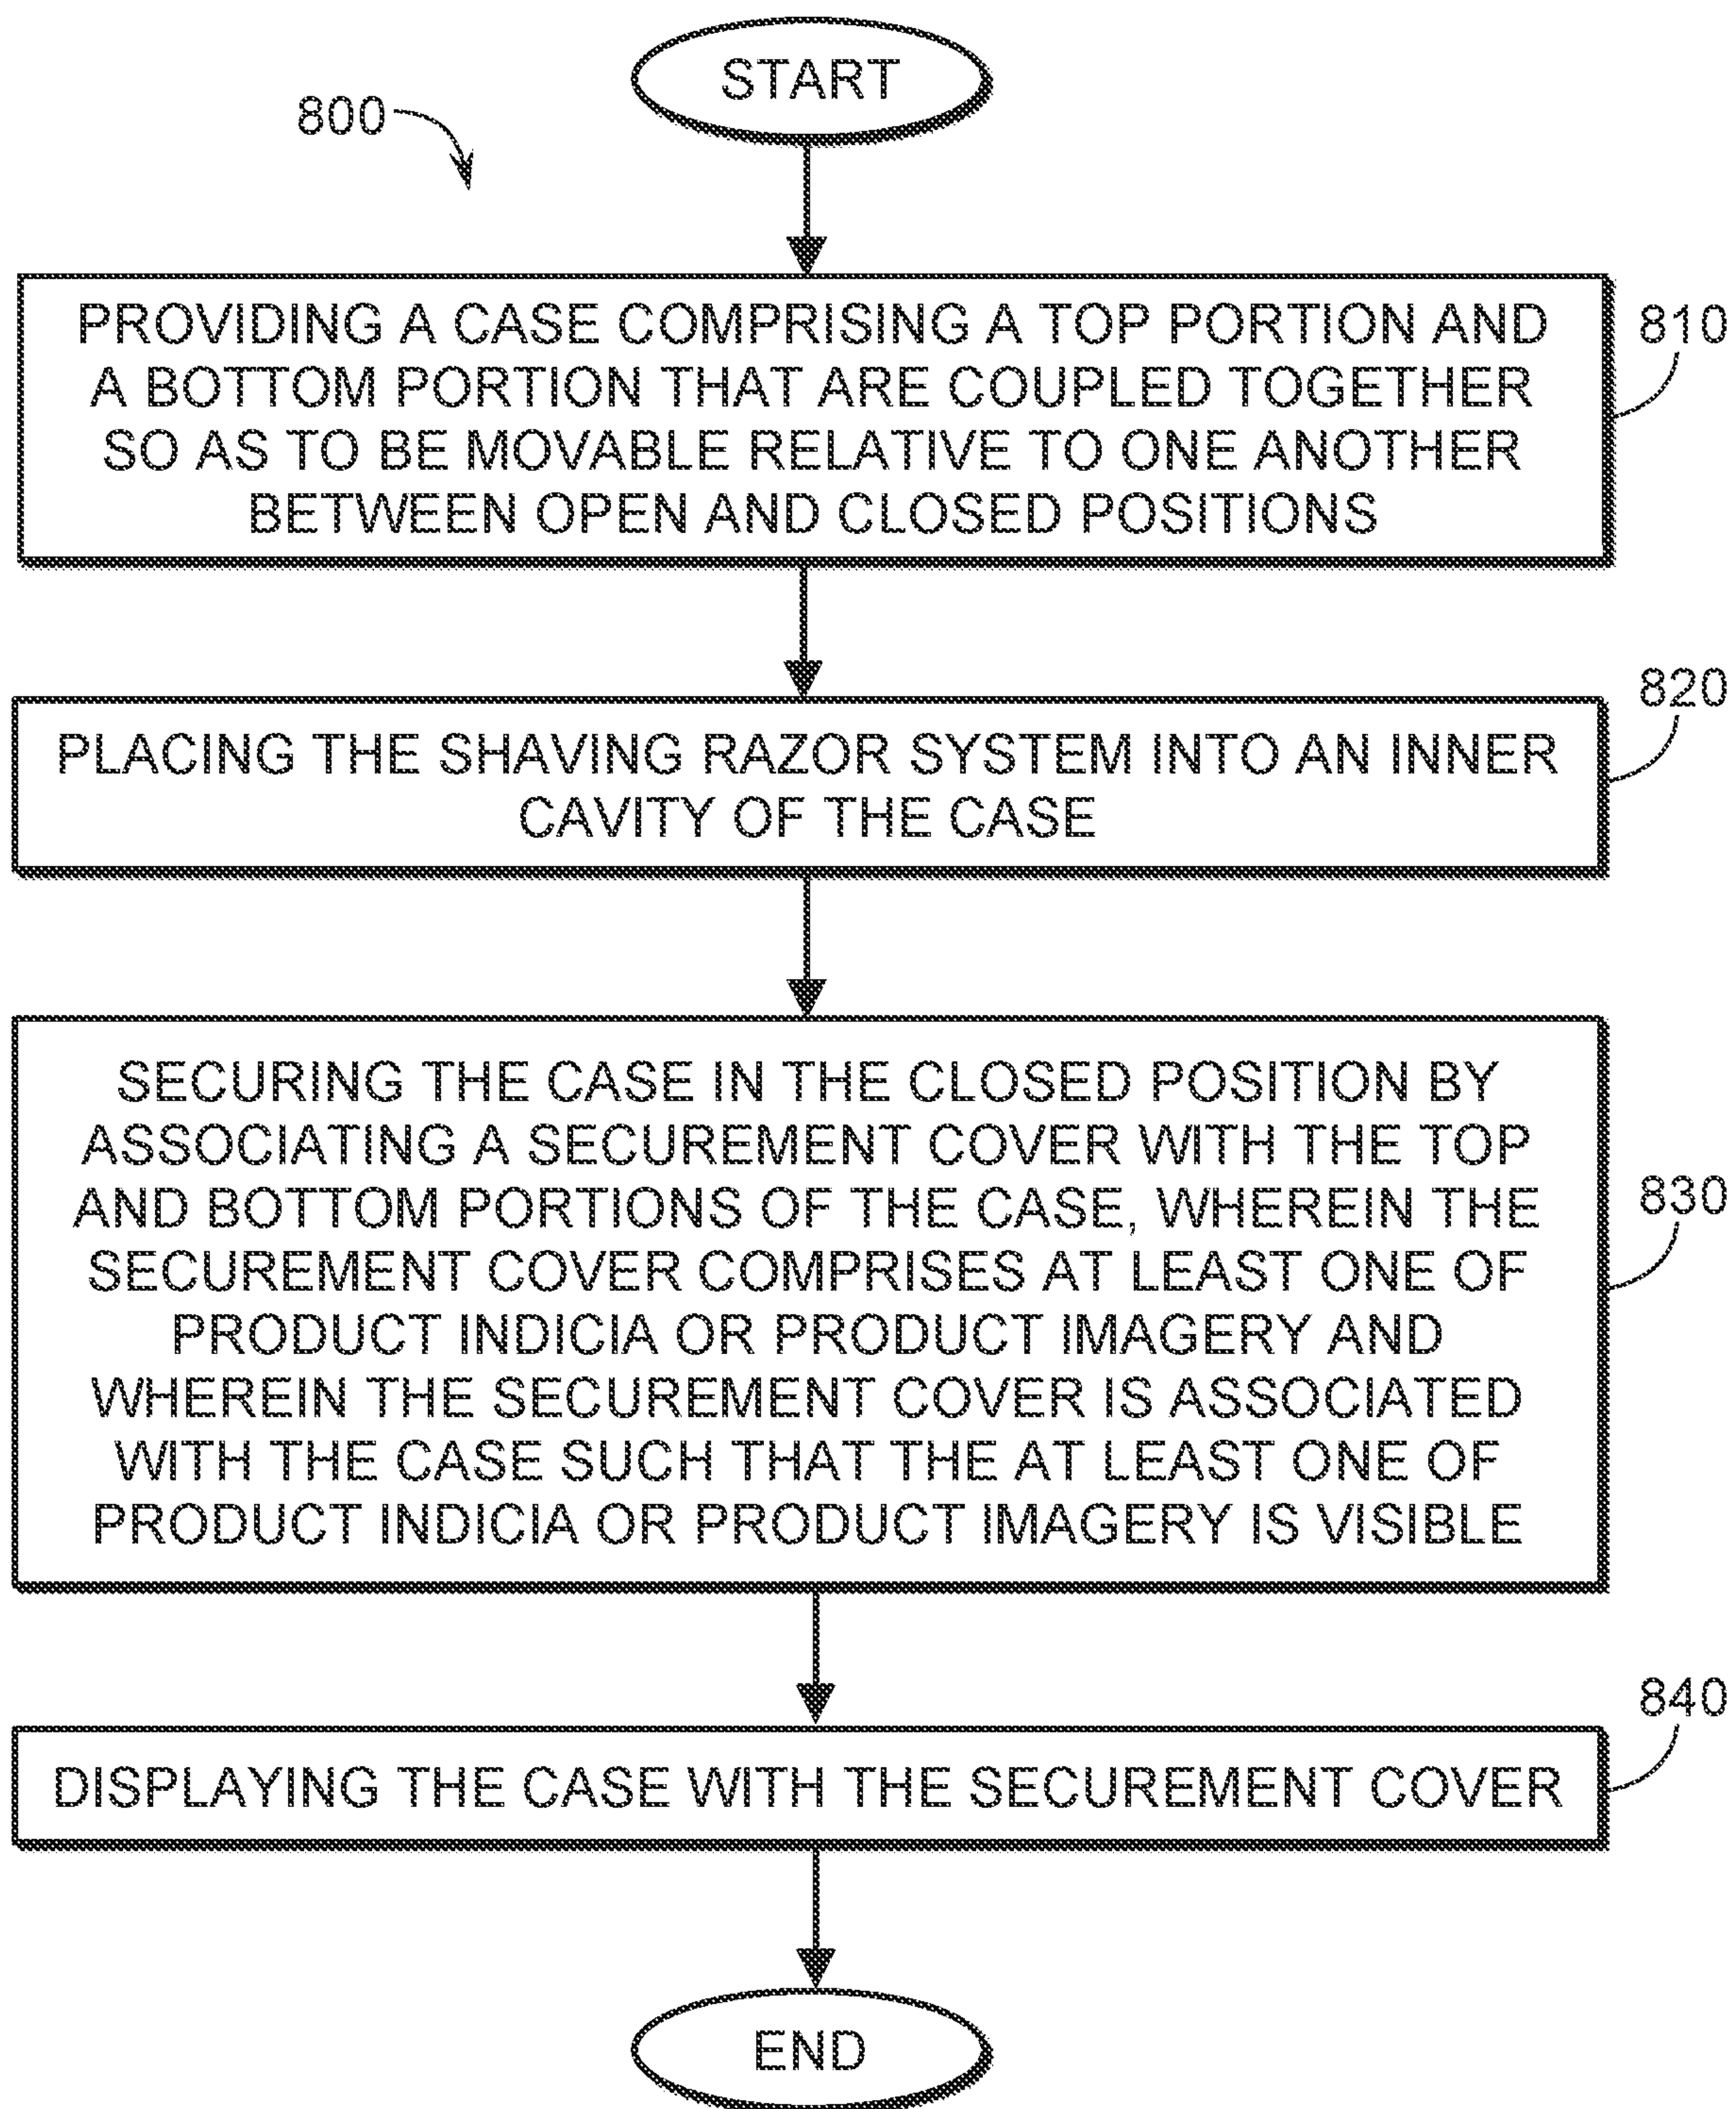 START
800
PROVIDING A CASE COMPRISING A TOP PORTION AND
A BOTTOM PORTION THAT ARE COUPLED TOGETHER
SO AS TO BE MOVABLE RELATIVE TO ONE ANOTHER
BETWEEN OPEN AND CLOSED POSITIONS
810
PLACING THE SHAVING RAZOR SYSTEM INTO AN INNER
CAVITY OF THE CASE
820
SECURING THE CASE IN THE CLOSED POSITION BY
ASSOCIATING A SECUREMENT COVER WITH THE TOP
AND BOTTOM PORTIONS OF THE CASE, WHEREIN THE
SECUREMENT COVER COMPRISES AT LEAST ONE OF
PRODUCT INDICIA OR PRODUCT IMAGERY AND
WHEREIN THE SECUREMENT COVER IS ASSOCIATED
WITH THE CASE SUCH THAT THE AT LEAST ONE OF
PRODUCT INDICIA OR PRODUCT IMAGERY IS VISIBLE
830
DISPLAYING THE CASE WITH THE SECUREMENT COVER
840
END